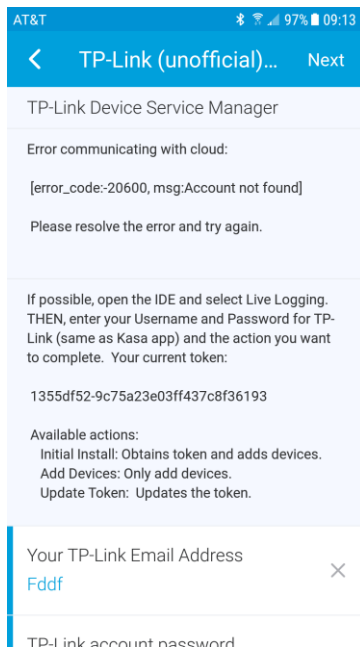 AT&T 97% 09:13
TP-Link (unofficial)... Next
TP-Link Device Service Manager
Error communicating with cloud:
[error_code:-20600, msg:Account not found]
Please resolve the error and try again.
If possible, open the IDE and select Live Logging.
THEN, enter your Username and Password for TP-
Link (same as Kasa app) and the action you want
to complete. Your current token:
1355df52-9c75a23e03ff437c8f36193
Available actions:
Initial Install: Obtains token and adds devices.
Add Devices: Only add devices.
Update Token: Updates the token.
Your TP-Link Email Address
Fddf
TP-Link account password